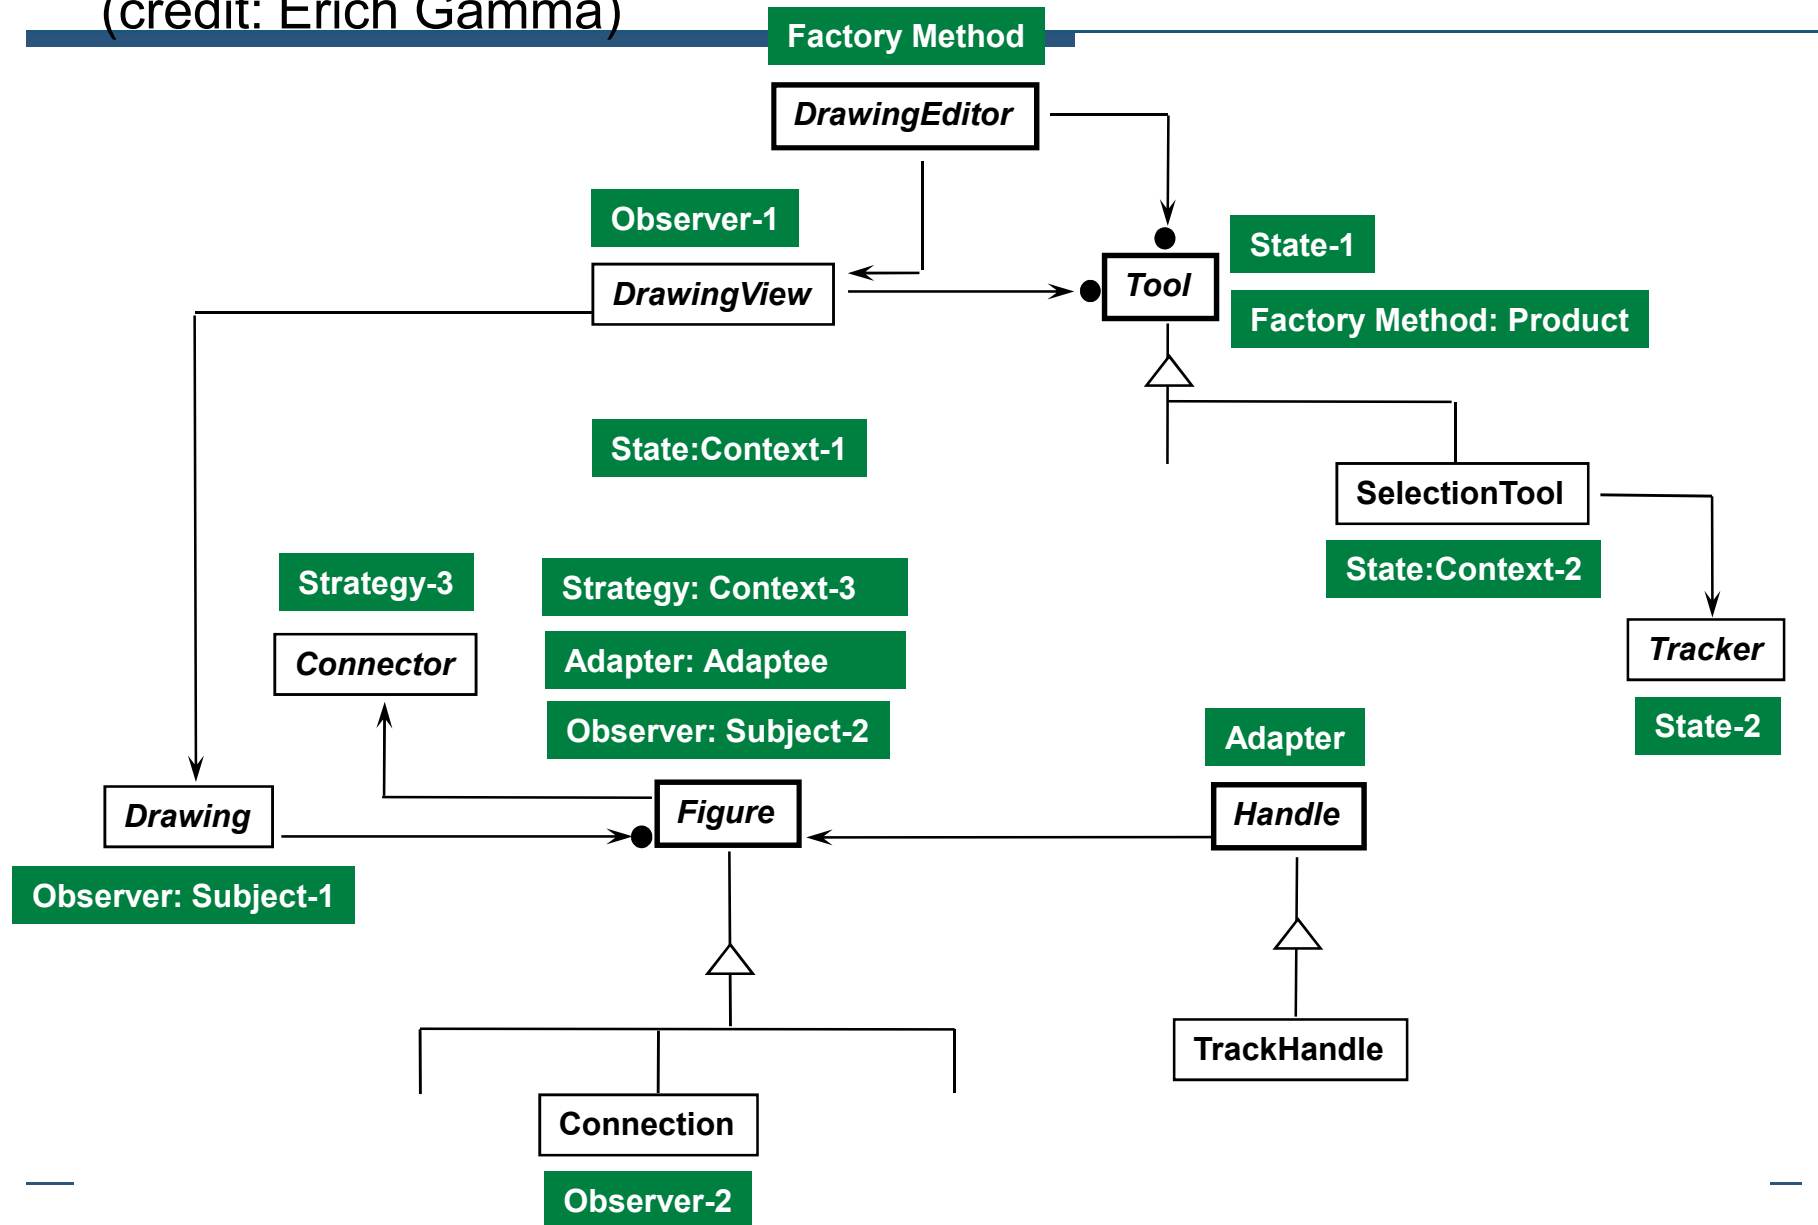 (credit: Erich Gamma)
Factory Method
DrawingEditor
Observer-1
DrawingView
State-1
Tool
Factory Method: Product
State:Context-1
SelectionTool
State:Context-2
Strategy-3
Strategy: Context-3
Connector
Adapter: Adaptee
Tracker
State-2
Observer: Subject-2
Adapter
Drawing
Figure
Handle
Observer: Subject-1
TrackHandle
Connection
Observer-2